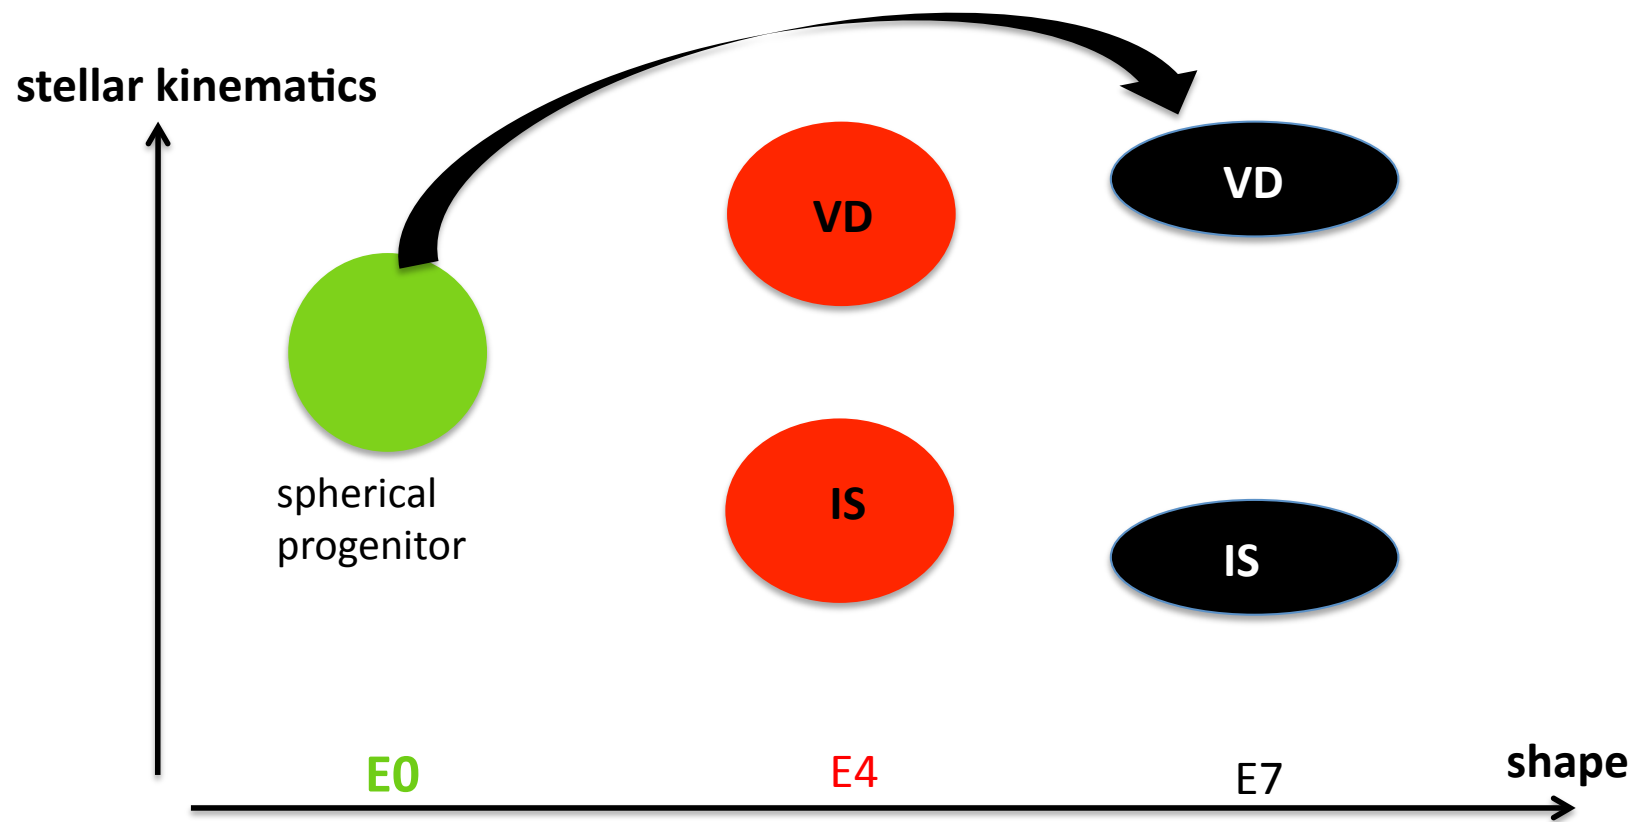 stellar kinematics
VD
VD
spherical
progenitor
IS
IS
E0
E4
E7
shape